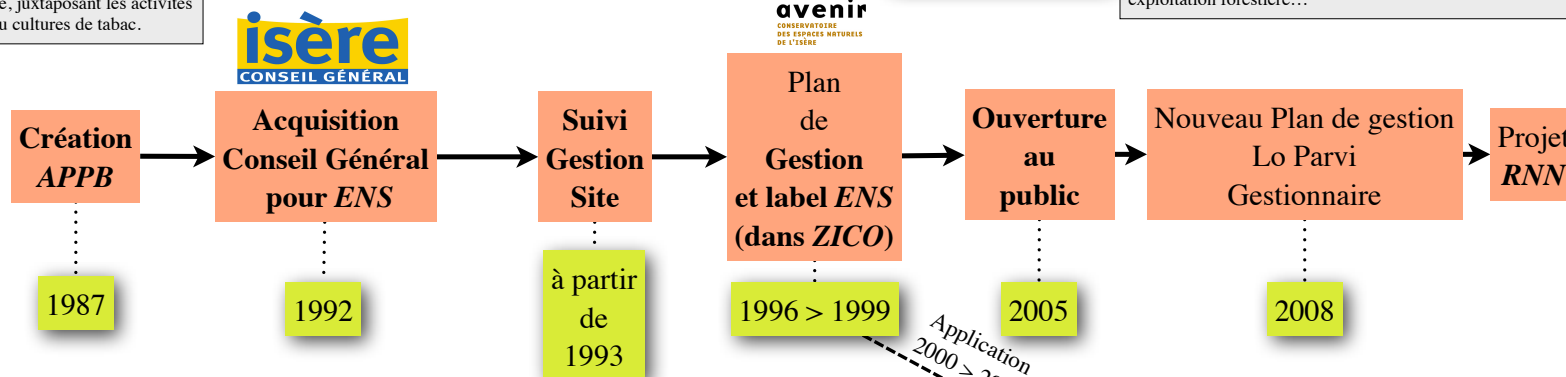 e, juxtaposant les activités
u cultures de tabac.
isère
CONSEIL GÉNÉRAL
avenir
CONSERVATOIRE
DES ESPACES NATURELS
DE L'ISÈRE
exploitation forestière…
Création
APPB
Acquisition
Conseil Général
pour ENS
Suivi
Gestion
Site
Plan
de
Gestion
et label ENS
(dans ZICO)
Ouverture
au
public
Nouveau Plan de gestion
Lo Parvi
Gestionnaire
Projet
RNN
1987
1992
à partir
de
1993
1996 > 1999
2005
2008
Application
2000 >